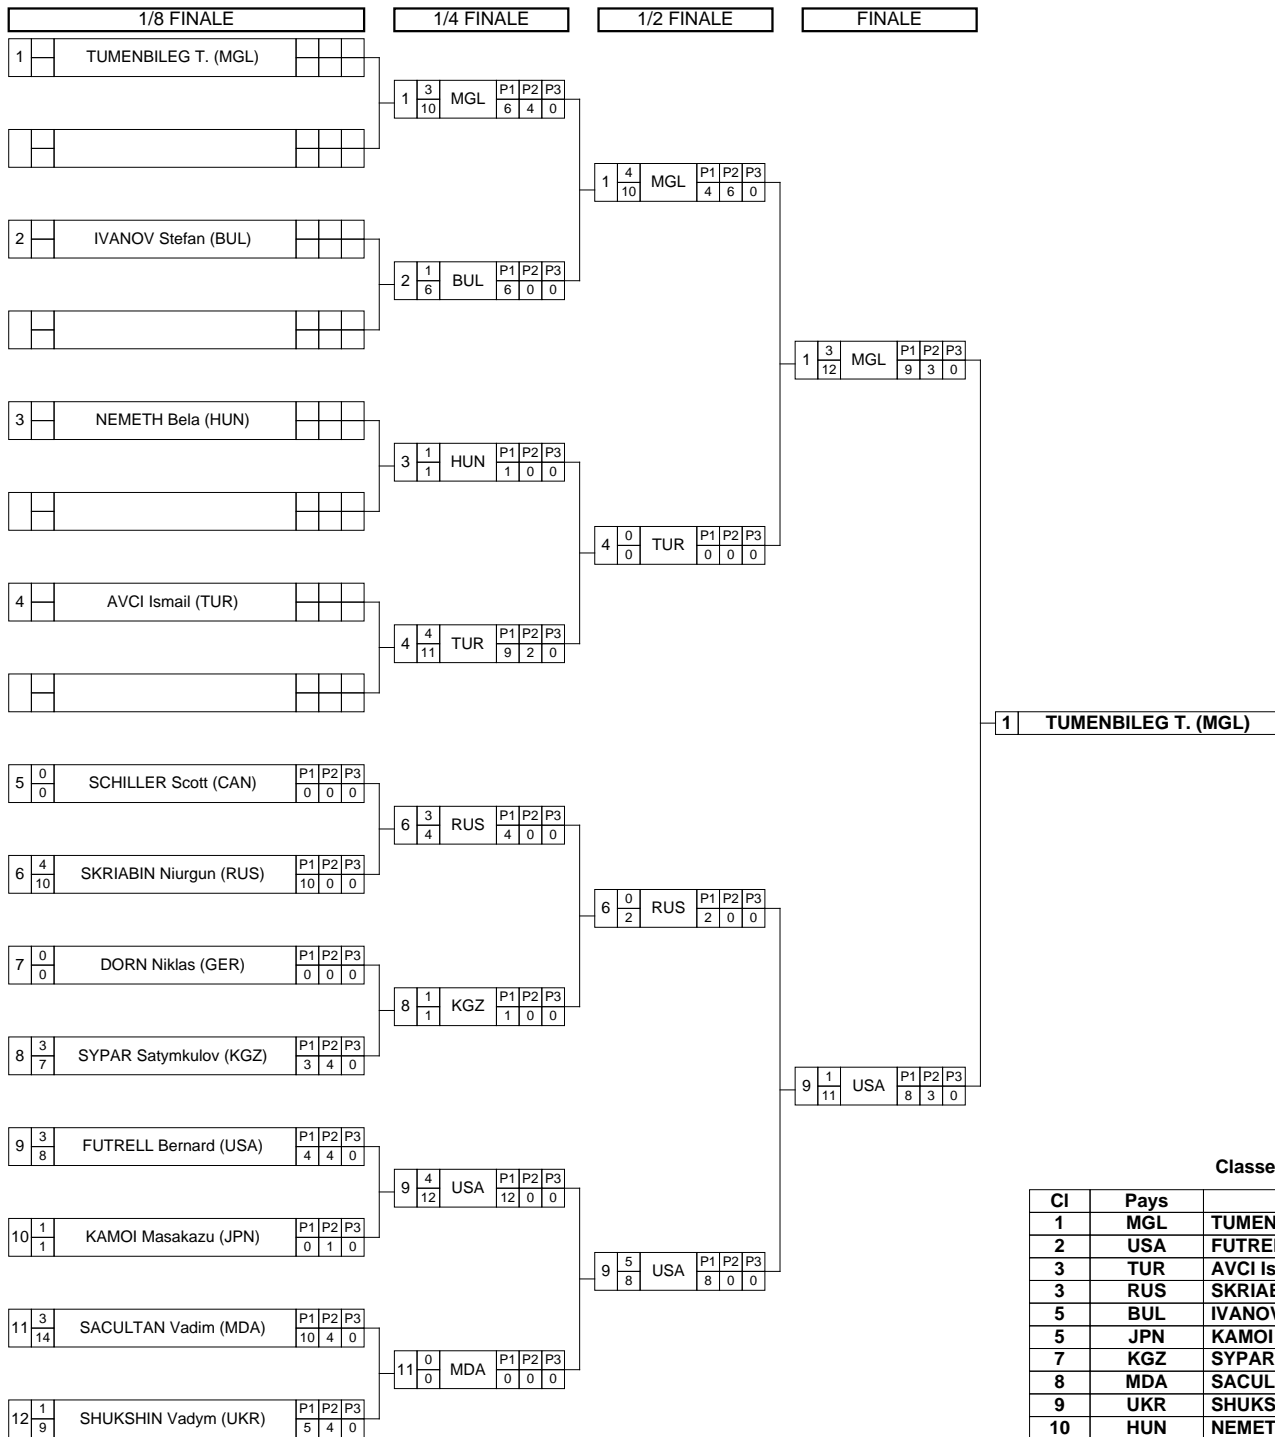 1/8 FINALE 1/4 FINALE 1/2 FINALE FINALE
1 TUMENBILEG T. (MGL)
1 3 10 MGL P1 P2 P3 6 4 0
1 4 10 MGL P1 P2 P3 4 6 0
2 IVANOV Stefan (BUL)
2 1 6 BUL P1 P2 P3 6 0 0
1 3 12 MGL P1 P2 P3 9 3 0
3 NEMETH Bela (HUN)
3 1 1 HUN P1 P2 P3 1 0 0
4 0 0 TUR P1 P2 P3 0 0 0
4 AVCI Ismail (TUR)
4 4 11 TUR P1 P2 P3 9 2 0
1 TUMENBILEG T. (MGL)
5 0 0 SCHILLER Scott (CAN) P1 P2 P3 0 0 0
6 3 4 RUS P1 P2 P3 4 0 0
6 4 10 SKRIABIN Niurgun (RUS) P1 P2 P3 10 0 0
6 0 2 RUS P1 P2 P3 2 0 0
7 0 0 DORN Niklas (GER) P1 P2 P3 0 0 0
8 1 1 KGZ P1 P2 P3 1 0 0
8 3 7 SYPAR Satymkulov (KGZ) P1 P2 P3 3 4 0
9 1 11 USA P1 P2 P3 8 3 0
9 3 8 FUTRELL Bernard (USA) P1 P2 P3 4 4 0
9 4 12 USA P1 P2 P3 12 0 0
10 1 1 KAMOI Masakazu (JPN) P1 P2 P3 0 1 0
9 5 8 USA P1 P2 P3 8 0 0
11 3 14 SACULTAN Vadim (MDA) P1 P2 P3 10 4 0
11 0 0 MDA P1 P2 P3 0 0 0
12 1 9 SHUKSHIN Vadym (UKR) P1 P2 P3 5 4 0
Classe
Cl Pays
1 MGL TUMEN
2 USA FUTRE
3 TUR AVCI Is
3 RUS SKRIAB
5 BUL IVANOV
5 JPN KAMOI
7 KGZ SYPAR
8 MDA SACUL
9 UKR SHUKS
10 HUN NEMET